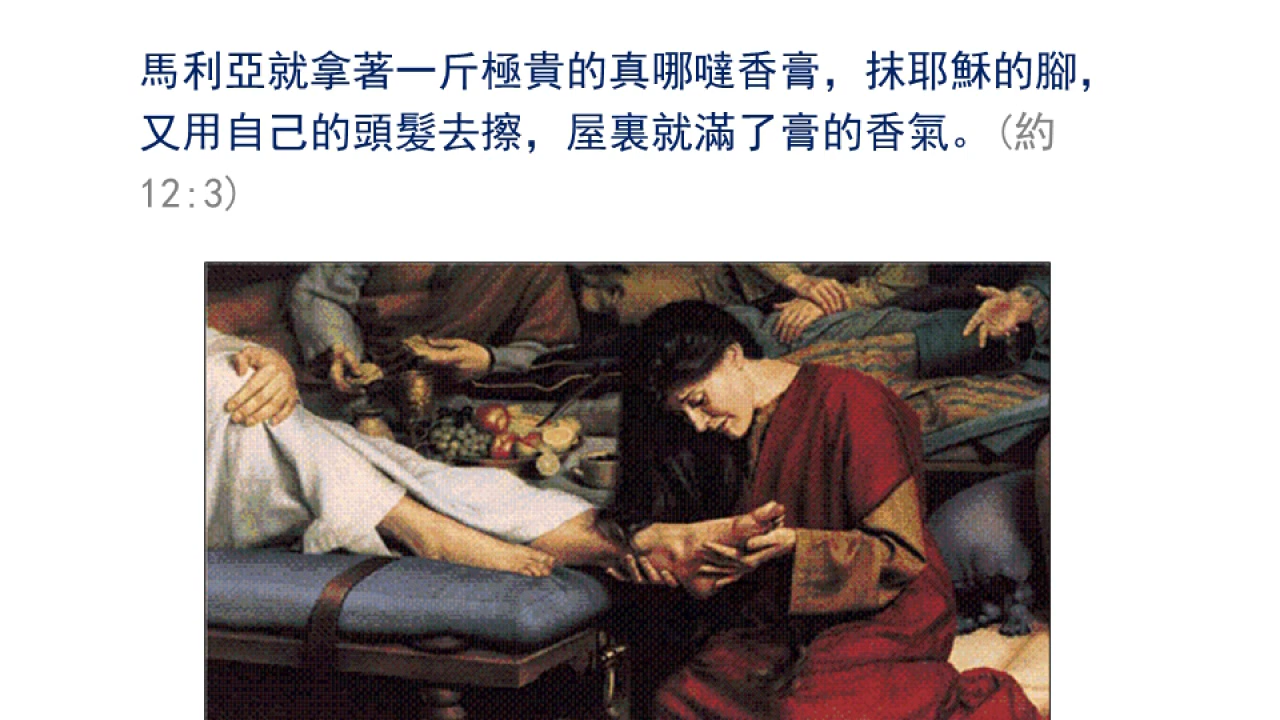 馬利亞就拿著一斤極貴的真哪噠香膏，抹耶穌的腳，
又用自己的頭髮去擦，屋裏就滿了膏的香氣。(約
12:3)